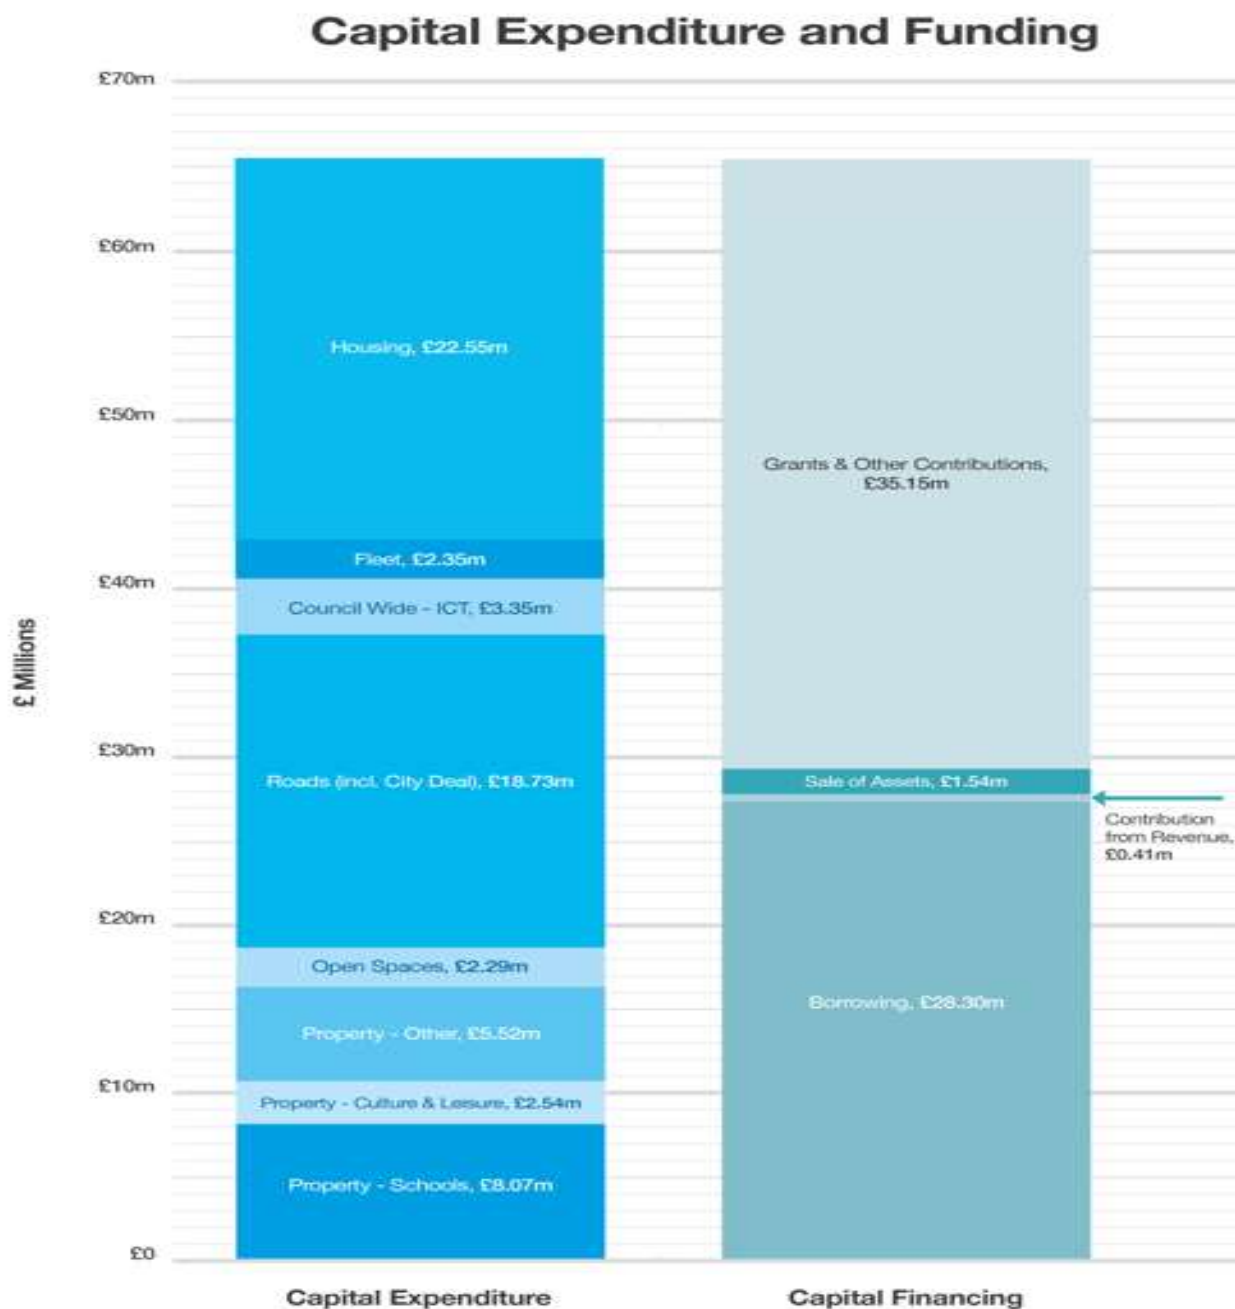 Capital Expenditure and Funding
£70m
£60m
£50m
£40m
£30m
£20m
£10m
£0
£ Millions
Housing, £22.55m
Fleet, £2.35m
Council Wide - ICT, £3.35m
Roads (incl. City Deal), £18.73m
Open Spaces, £2.29m
Property - Other, £5.52m
Property - Culture & Leisure, £2.54m
Property - Schools, £8.07m
Grants & Other Contributions,
£35.15m
Sale of Assets, £1.54m
Contribution
from Revenue,
£0.41m
Borrowing, £28.30m
Capital Expenditure
Capital Financing